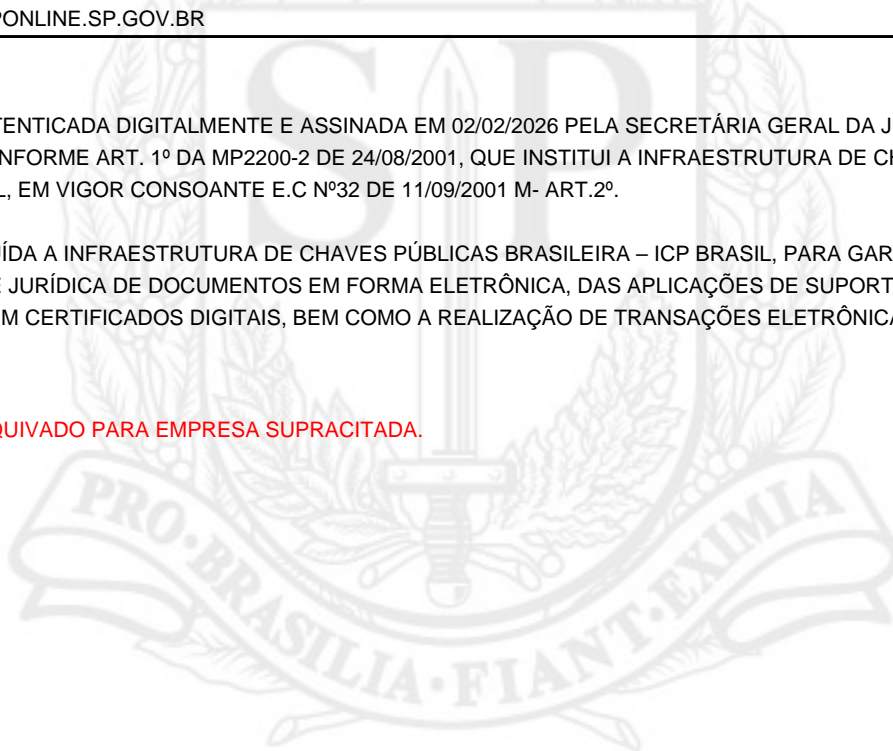 PONLINE.SP.GOV.BR
TENTICADA DIGITALMENTE E ASSINADA EM 02/02/2026 PELA SECRETÁRIA GERAL DA J
NFORME ART. 1º DA MP2200-2 DE 24/08/2001, QUE INSTITUI A INFRAESTRUTURA DE CH
L, EM VIGOR CONSOANTE E.C Nº32 DE 11/09/2001 M- ART.2º.
UÍDA A INFRAESTRUTURA DE CHAVES PÚBLICAS BRASILEIRA – ICP BRASIL, PARA GAR
E JURÍDICA DE DOCUMENTOS EM FORMA ELETRÔNICA, DAS APLICAÇÕES DE SUPORT
EM CERTIFICADOS DIGITAIS, BEM COMO A REALIZAÇÃO DE TRANSAÇÕES ELETRÔNICA
QUIVADO PARA EMPRESA SUPRACITADA.
SP
PRO·BRASILIA·FIANT·EXIMIA